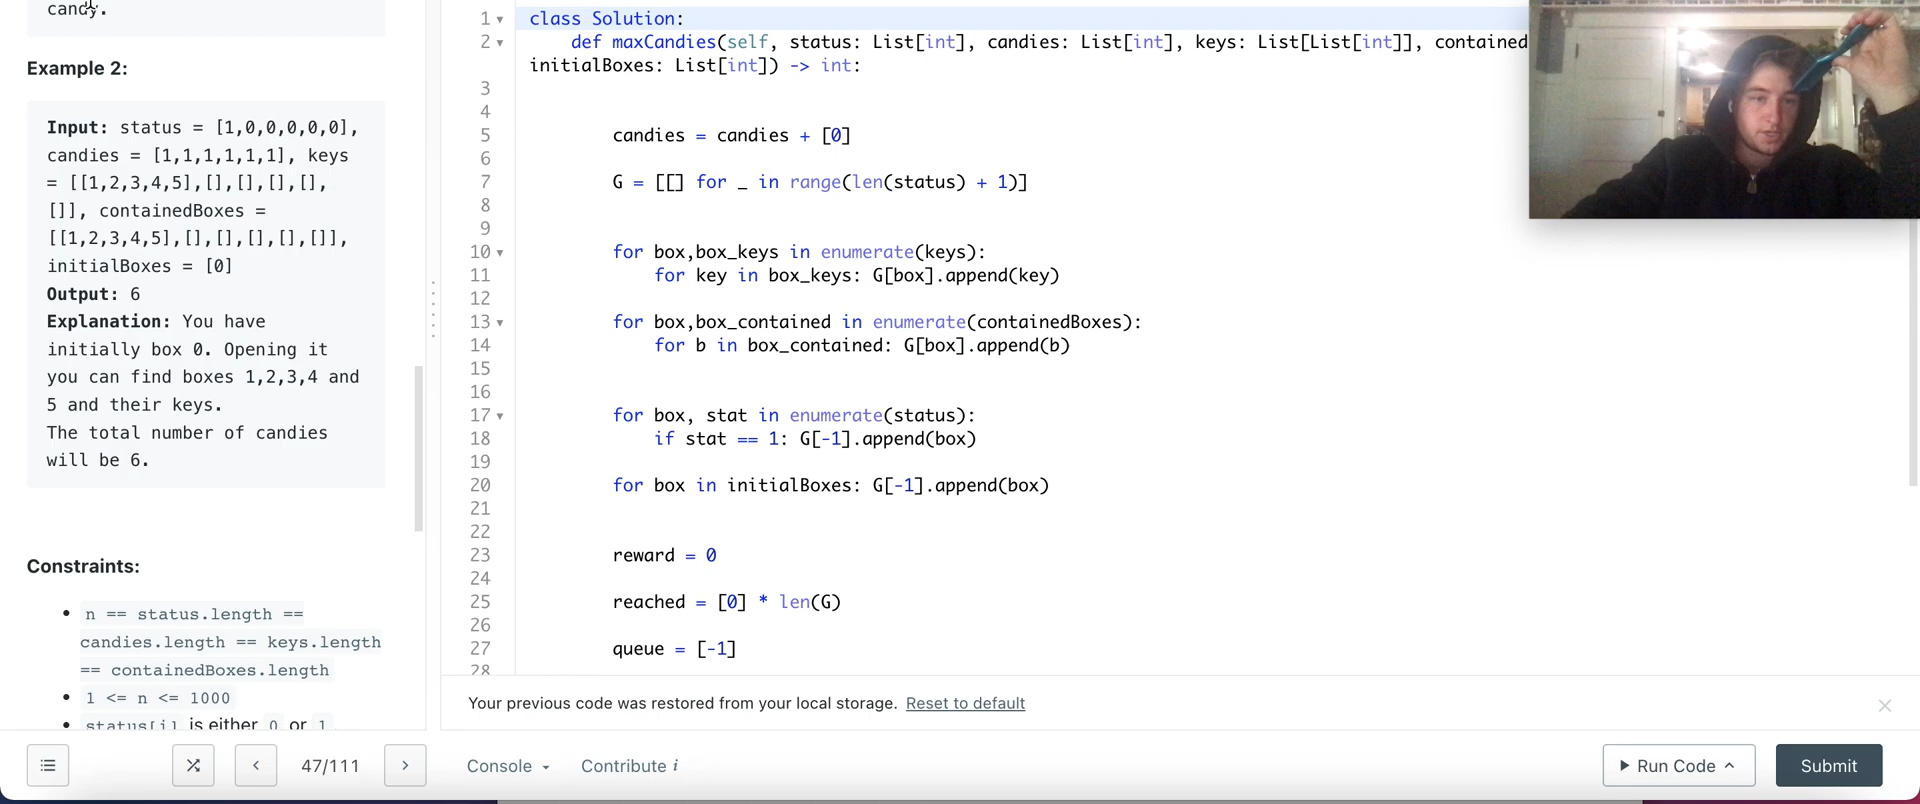 candy.
Example 2:
Input: status = [1,0,0,0,0,0],
candies = [1,1,1,1,1,1], keys
= [[1,2,3,4,5],[],[],[],[],
[]], containedBoxes =
[[1,2,3,4,5],[],[],[],[],[]],
initialBoxes = [0]
Output: 6
Explanation: You have
initially box 0. Opening it
you can find boxes 1,2,3,4 and
5 and their keys.
The total number of candies
will be 6.
Constraints:
n == status.length ==
candies.length == keys.length
== containedBoxes.length
1 <= n <= 1000
status[i] is either 0 or 1
1 class Solution:
2 def maxCandies(self, status: List[int], candies: List[int], keys: List[List[int]], contained
initialBoxes: List[int]) -> int:
3
4
5 candies = candies + [0]
6
7 G = [[] for _ in range(len(status) + 1)]
8
9
10 for box,box_keys in enumerate(keys):
11 for key in box_keys: G[box].append(key)
12
13 for box,box_contained in enumerate(containedBoxes):
14 for b in box_contained: G[box].append(b)
15
16
17 for box, stat in enumerate(status):
18 if stat == 1: G[-1].append(box)
19
20 for box in initialBoxes: G[-1].append(box)
21
22
23 reward = 0
24
25 reached = [0] * len(G)
26
27 queue = [-1]
28
Your previous code was restored from your local storage. Reset to default
47/111
Console
Contribute i
Run Code
Submit